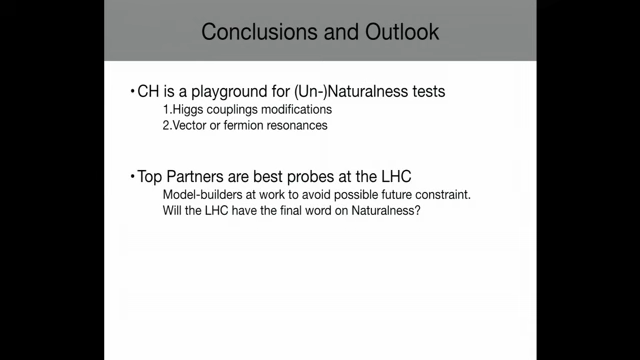 Conclusions and Outlook
•CH is a playground for (Un-)Naturalness tests
1.Higgs couplings modifications
2.Vector or fermion resonances
•Top Partners are best probes at the LHC
Model-builders at work to avoid possible future constraint.
Will the LHC have the final word on Naturalness?